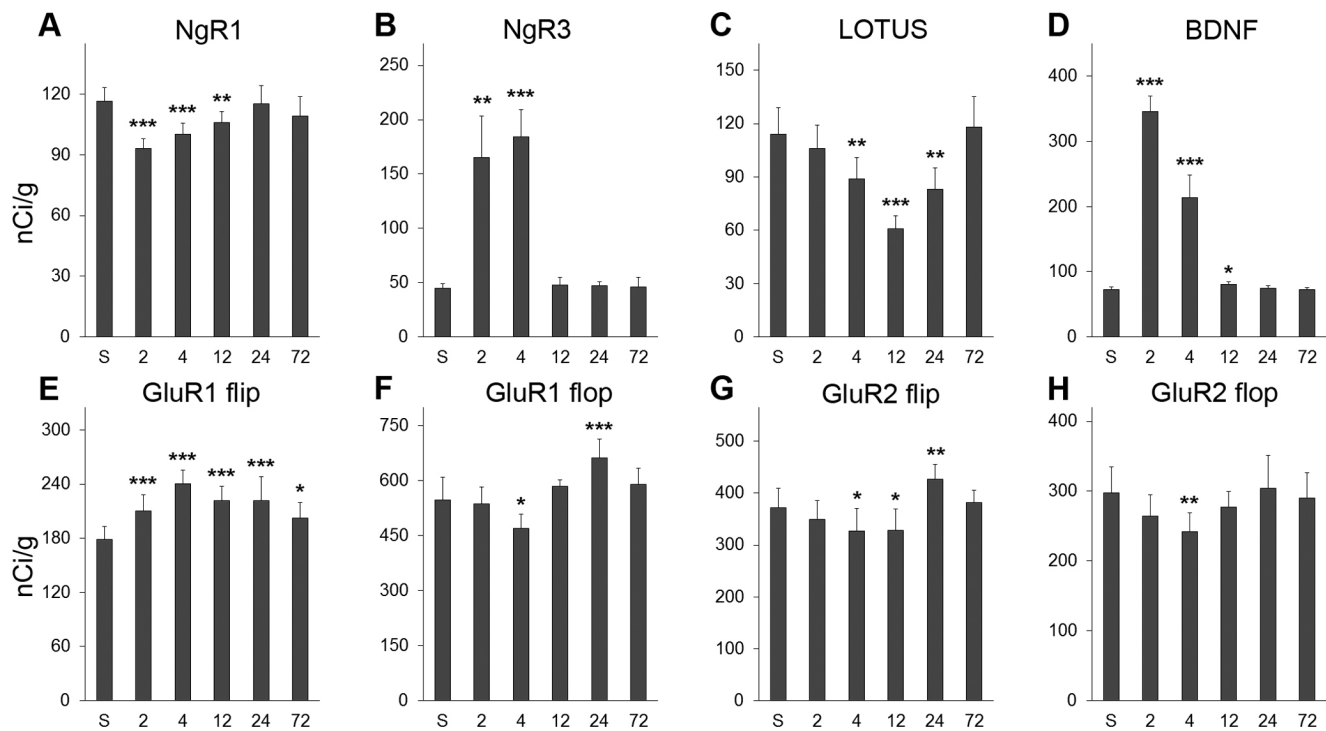 A NgR1
B NgR3
C LOTUS
D BDNF
nCi/g
120
90
60
30
0
*** *** **
S 2 4 12 24 72
250
200
150
100
50
0
** ***
S 2 4 12 24 72
150
120
90
60
30
0
** *** **
S 2 4 12 24 72
400
300
200
100
0
*** *** *
S 2 4 12 24 72
E GluR1 flip
F GluR1 flop
G GluR2 flip
H GluR2 flop
nCi/g
300
240
180
120
60
0
*** *** *** *** *
S 2 4 12 24 72
750
600
450
300
150
0
* ***
S 2 4 12 24 72
500
400
300
200
100
0
* * **
S 2 4 12 24 72
400
300
200
100
0
**
S 2 4 12 24 72